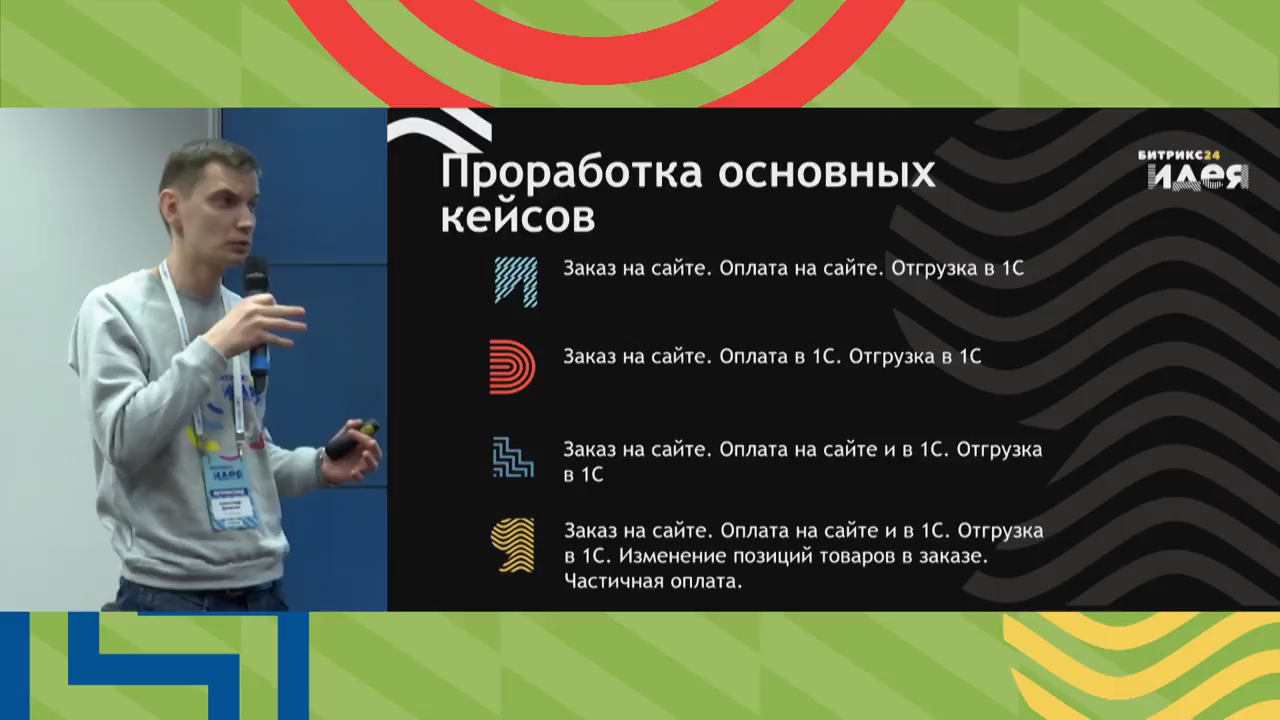 Проработка основных
кейсов
БИТРИКС24
идея
Заказ на сайте. Оплата на сайте. Отгрузка в 1С
Заказ на сайте. Оплата в 1С. Отгрузка в 1С
Заказ на сайте. Оплата на сайте и в 1С. Отгрузка
в 1С
Заказ на сайте. Оплата на сайте и в 1С. Отгрузка
в 1С. Изменение позиций товаров в заказе.
Частичная оплата.